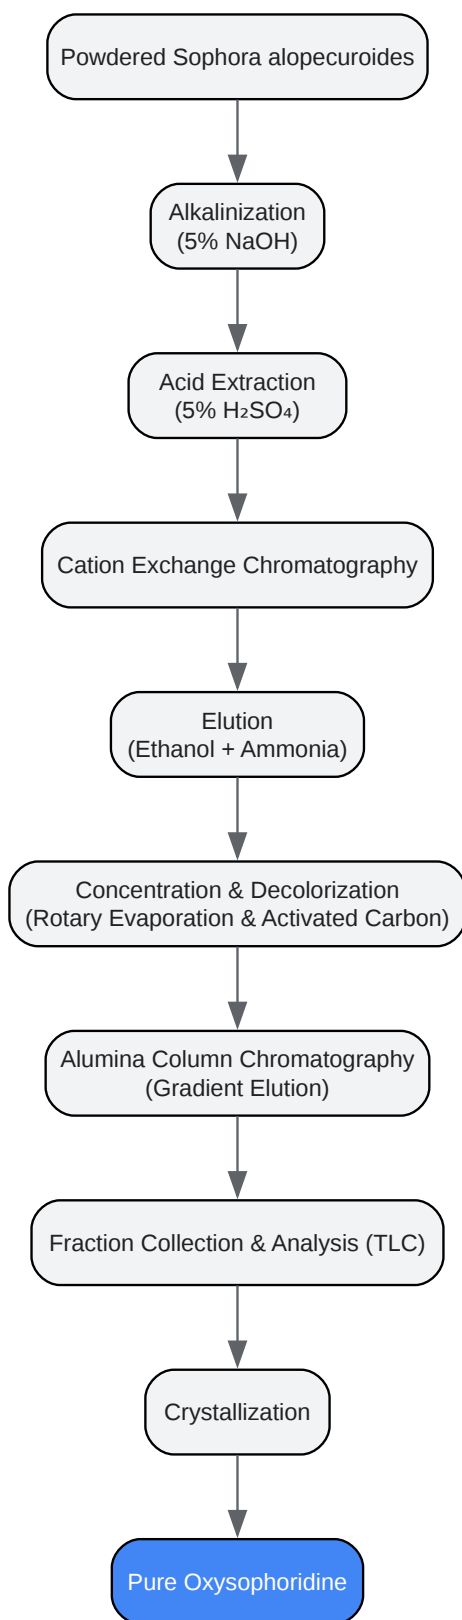 Powdered Sophora alopecuroides
Alkalinization
(5% NaOH)
Acid Extraction
(5% H₂SO₄)
Cation Exchange Chromatography
Elution
(Ethanol + Ammonia)
Concentration & Decolorization
(Rotary Evaporation & Activated Carbon)
Alumina Column Chromatography
(Gradient Elution)
Fraction Collection & Analysis (TLC)
Crystallization
Pure Oxysophoridine